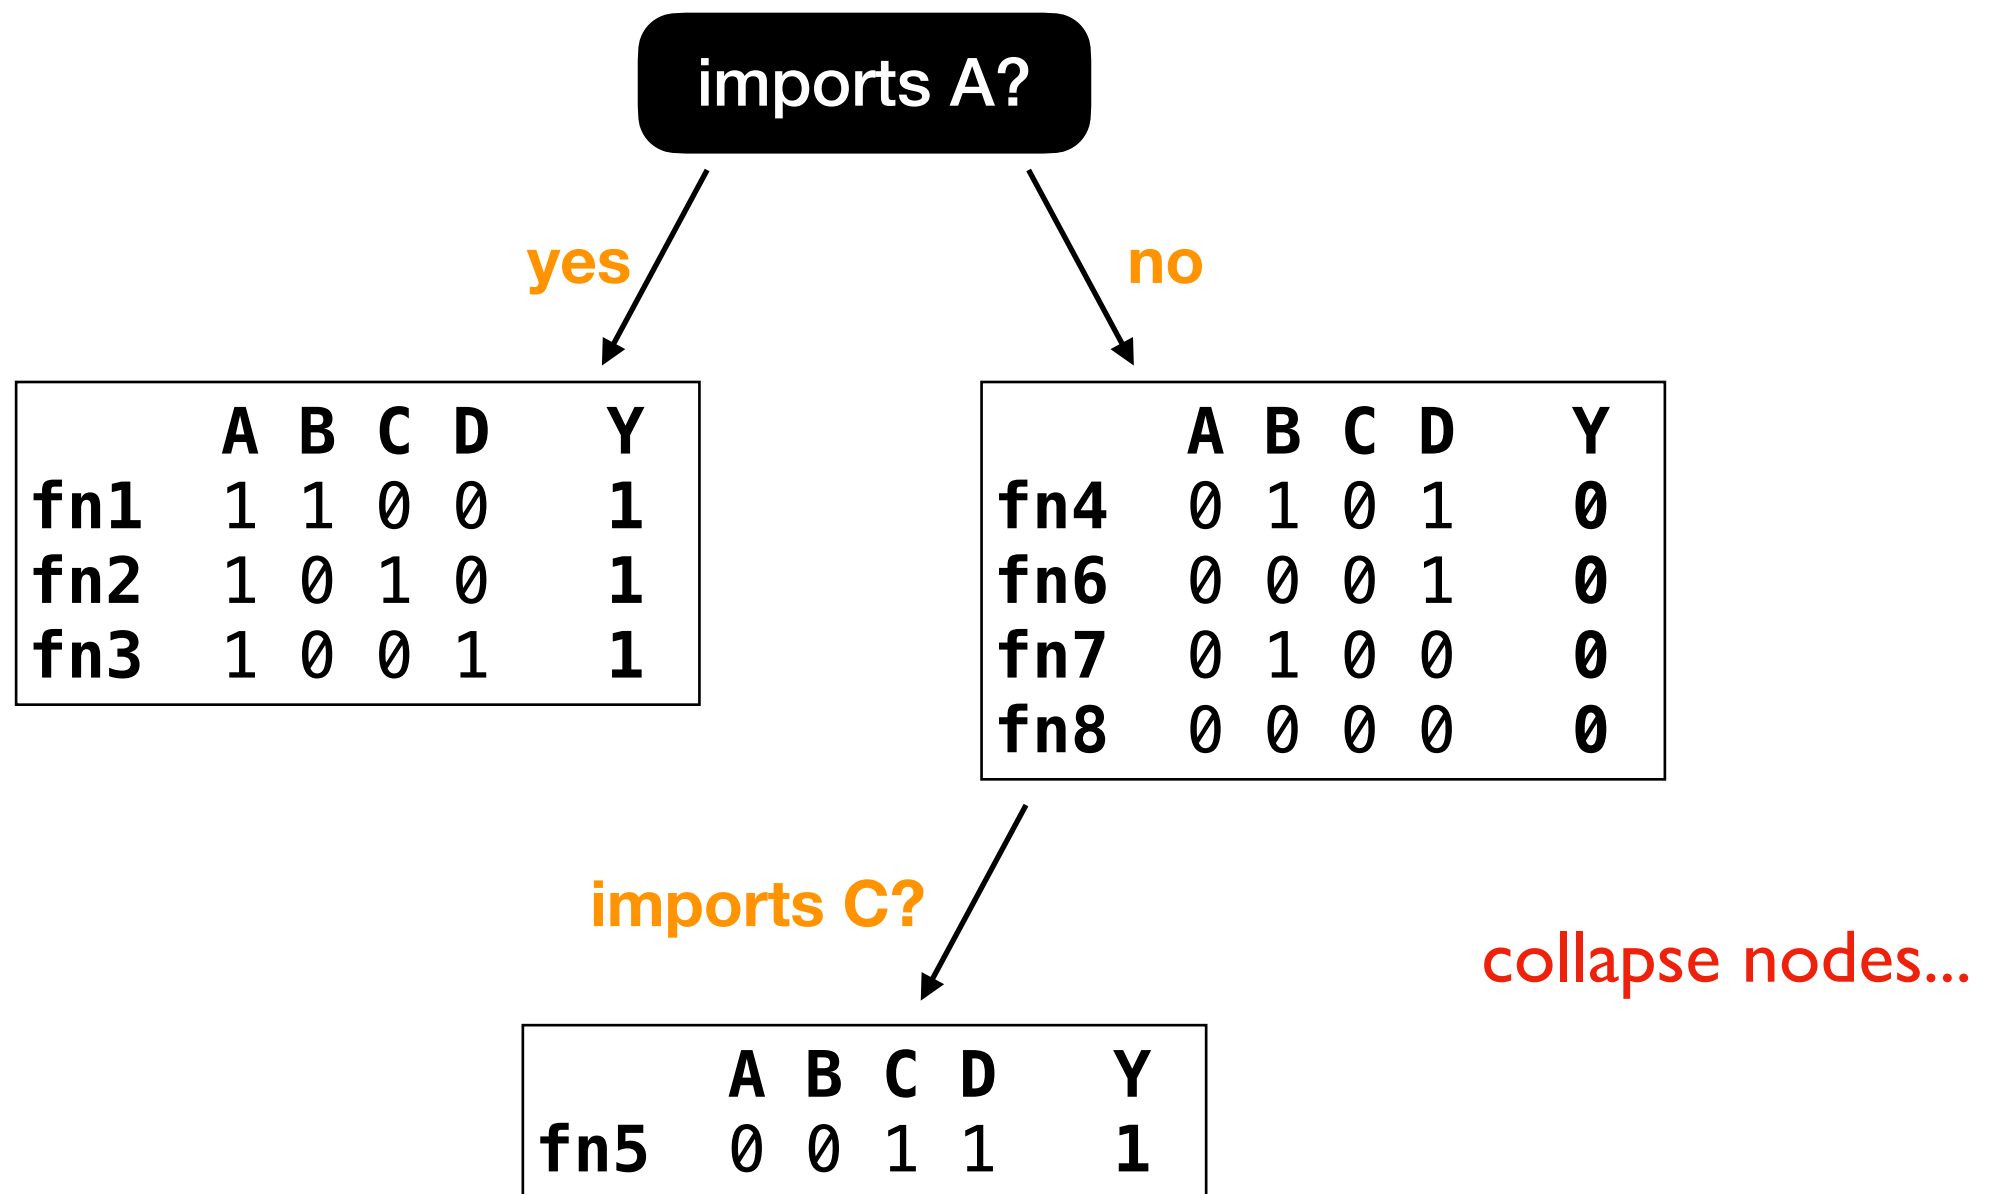 imports A?
yes
no
A B C D Y
fn1 1 1 0 0 1
fn2 1 0 1 0 1
fn3 1 0 0 1 1
A B C D Y
fn4 0 1 0 1 0
fn6 0 0 0 1 0
fn7 0 1 0 0 0
fn8 0 0 0 0 0
imports C?
collapse nodes...
A B C D Y
fn5 0 0 1 1 1